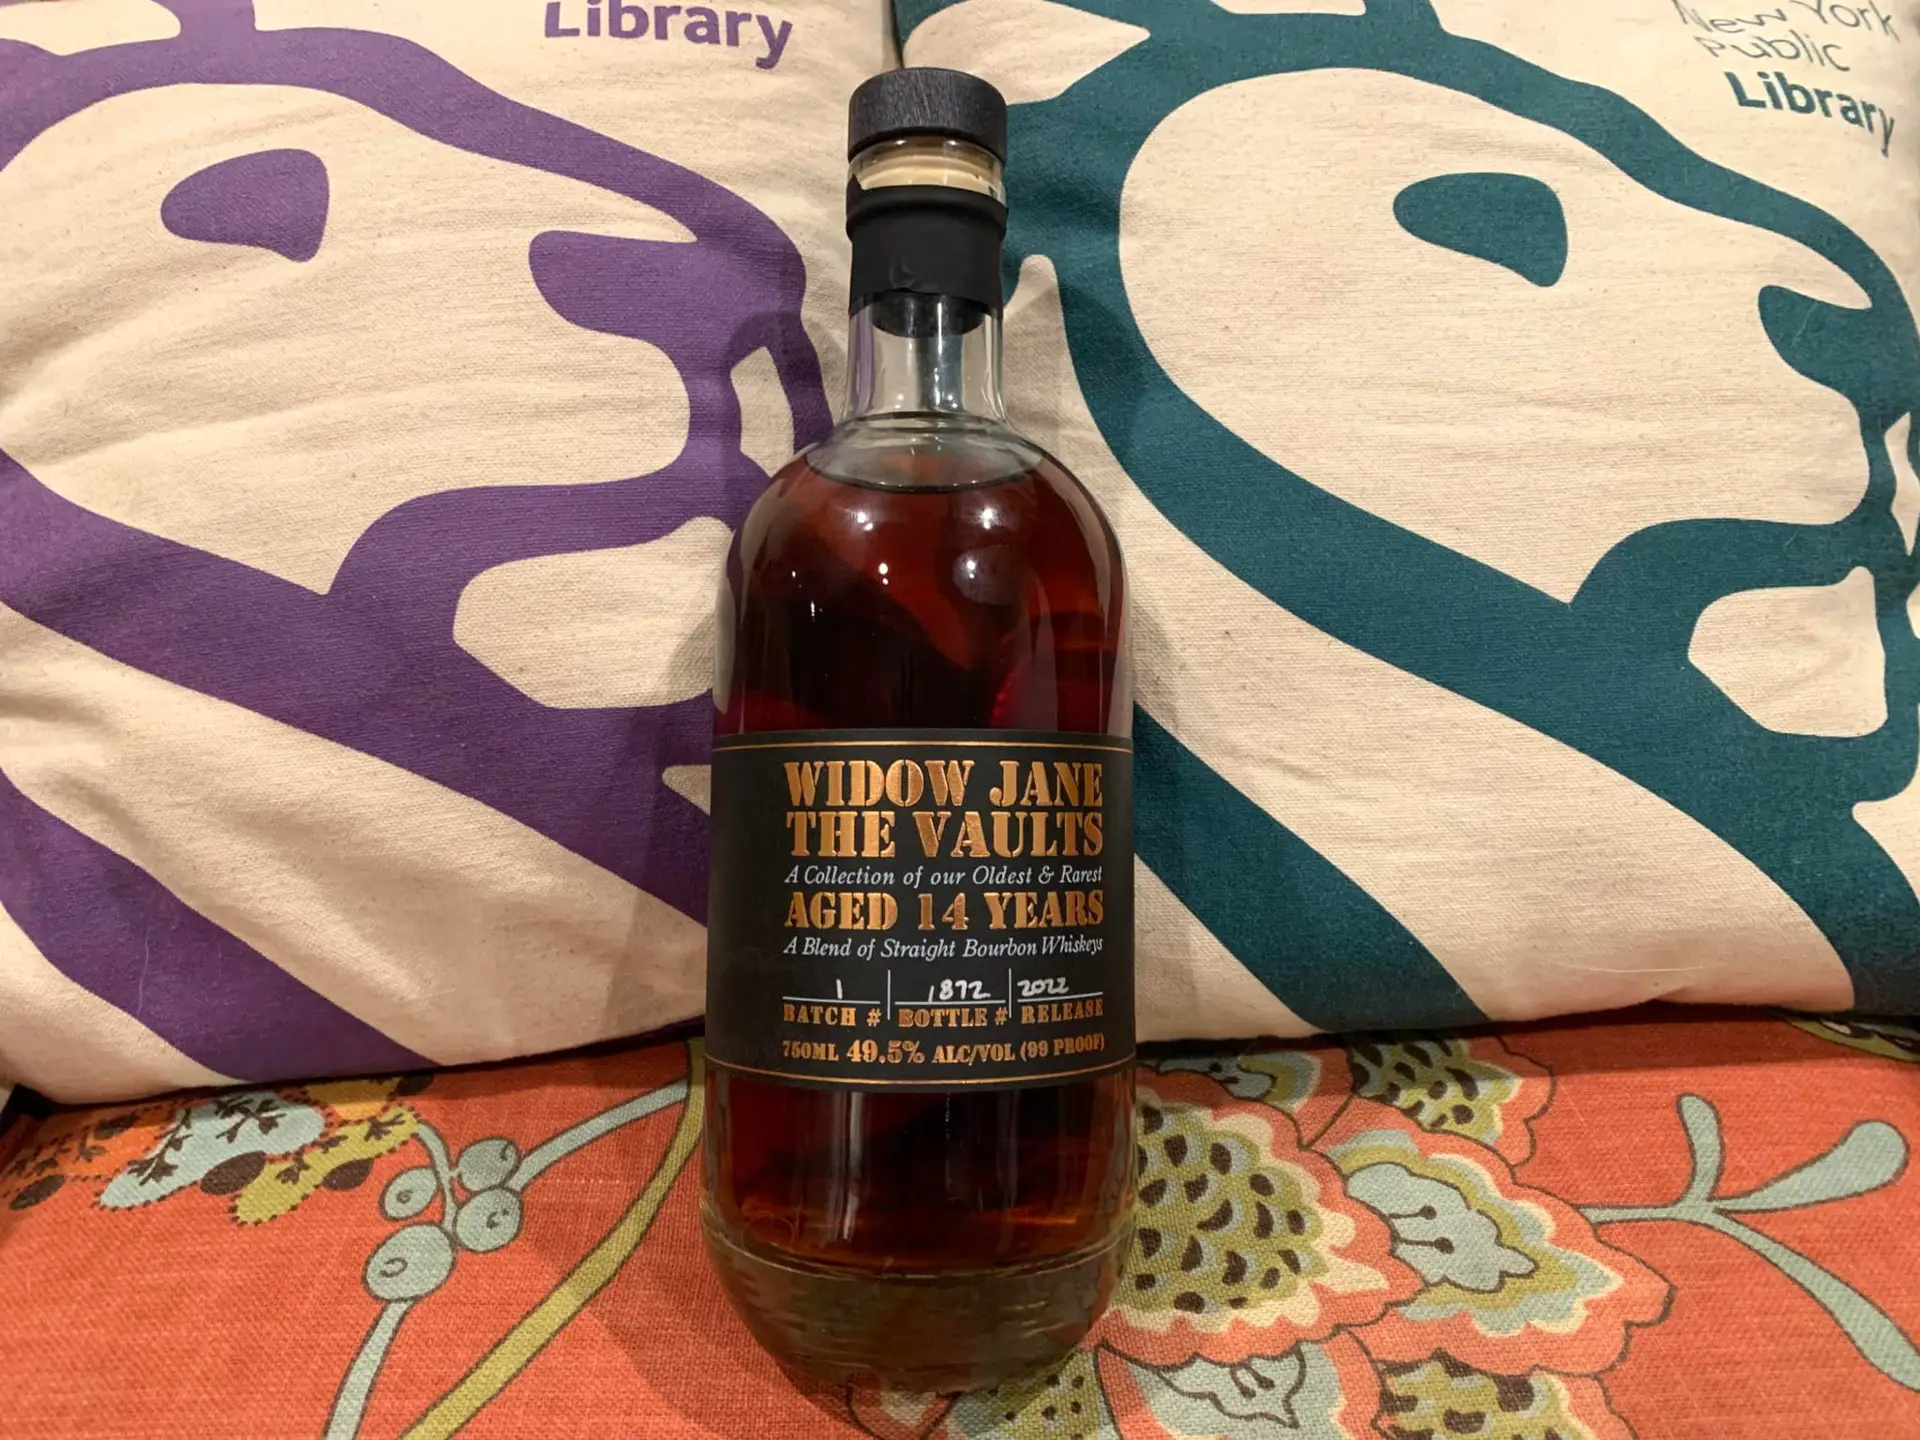 Library
New York
Public
Library
WIDOW JANE
THE VAULTS
A Collection of our Oldest & Rarest
AGED 14 YEARS
A Blend of Straight Bourbon Whiskeys
1 1872 2022
BATCH # BOTTLE # RELEASE
750ML 49.5% ALC/VOL (99 PROOF)